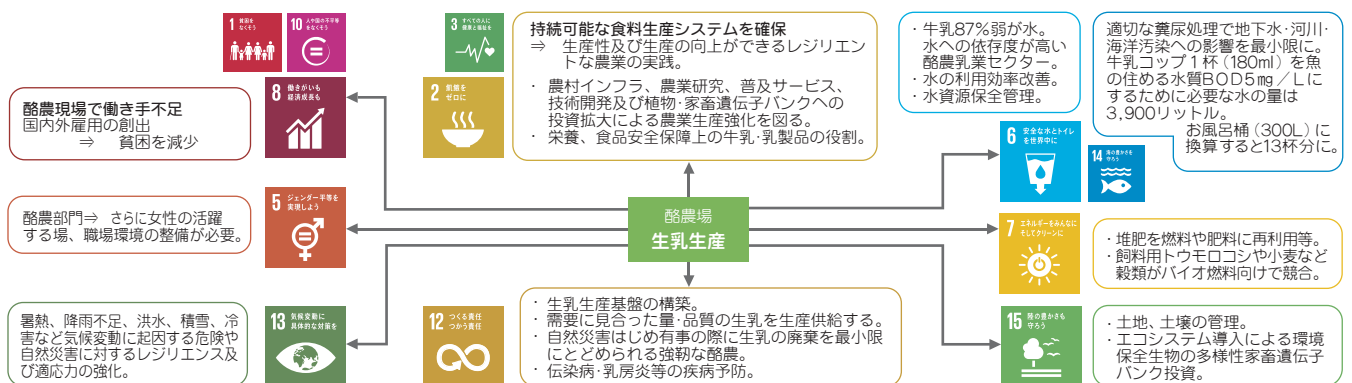 1 貧困を
なくそう
10 人や国の不平等
をなくそう
3 すべての人に
健康と福祉を
持続可能な食料生産システムを確保
⇒ 生産性及び生産の向上ができるレジリエン
トな農業の実践。
・ 農村インフラ、農業研究、普及サービス、
技術開発及び植物・家畜遺伝子バンクへの
投資拡大による農業生産強化を図る。
・ 栄養、食品安全保障上の牛乳・乳製品の役割。
・牛乳87%弱が水。
水への依存度が高い
酪農乳業セクター。
・水の利用効率改善。
・水資源保全管理。
適切な糞尿処理で地下水・河川・
海洋汚染への影響を最小限に。
牛乳コップ1杯(180ml)を魚
の住める水質BOD5㎎/Lに
するために必要な水の量は
3,900リットル。
お風呂桶(300L)に
換算すると13杯分に。
酪農現場で働き手不足
国内外雇用の創出
⇒ 貧困を減少
8 働きがいも
経済成長も
2 飢餓を
ゼロに
6 安全な水とトイレ
を世界中に
14 海の豊かさを
守ろう
酪農部門⇒ さらに女性の活躍
する場、職場環境の整備が必要。
5 ジェンダー平等を
実現しよう
酪農場
生乳生産
7 エネルギーをみんなに
そしてクリーンに
・堆肥を燃料や肥料に再利用等。
・飼料用トウモロコシや小麦など
穀類がバイオ燃料向けで競合。
暑熱、降雨不足、洪水、積雪、冷
害など気候変動に起因する危険や
自然災害に対するレジリエンス及
び適応力の強化。
13 気候変動に
具体的な対策を
12 つくる責任
つかう責任
・ 生乳生産基盤の構築。
・ 需要に見合った量・品質の生乳を生産供給する。
・ 自然災害はじめ有事の際に生乳の廃棄を最小限
にとどめられる強靭な酪農。
・ 伝染病・乳房炎等の疾病予防。
15 陸の豊かさも
守ろう
・土地、土壌の管理。
・エコシステム導入による環境
保全生物の多様性家畜遺伝子
バンク投資。